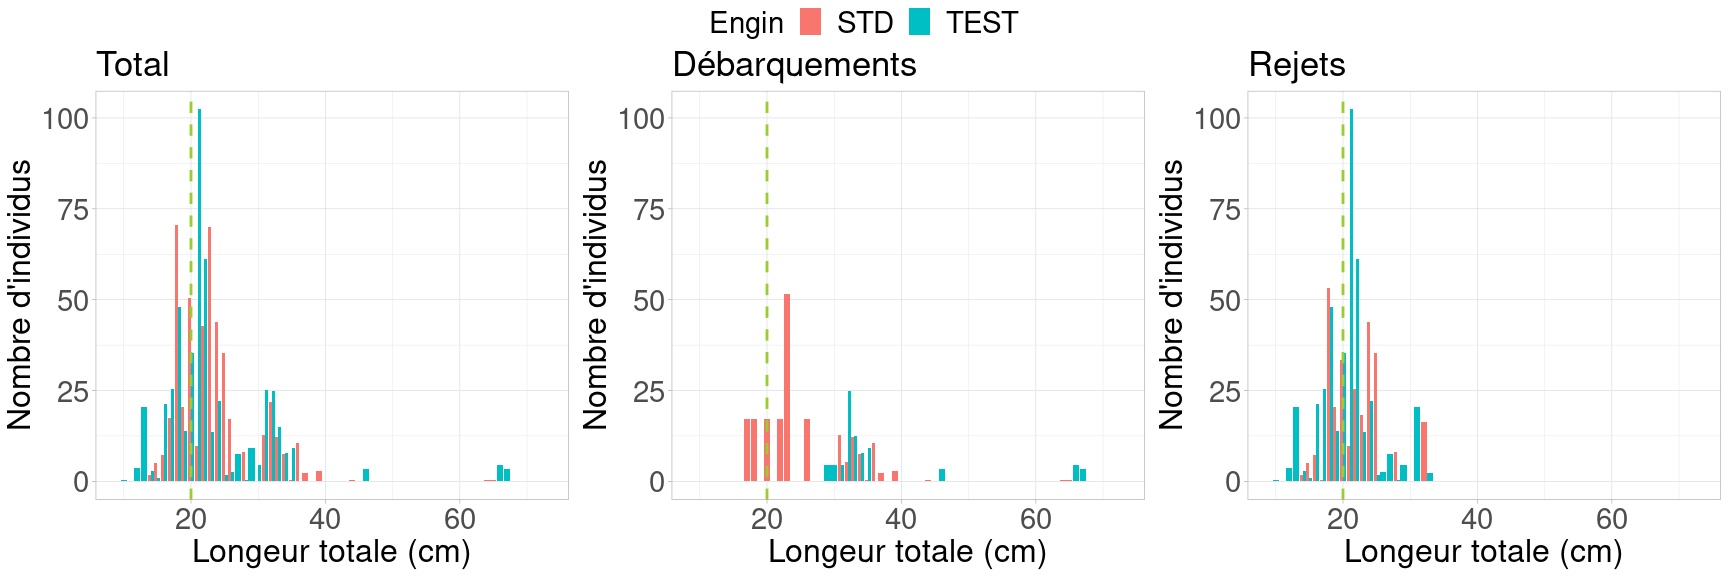 Engin STD TEST
Total
Débarquements
Rejets
Nombre d'individus
100
75
50
25
0
20 40 60
Longeur totale (cm)
Nombre d'individus
100
75
50
25
0
20 40 60
Longeur totale (cm)
Nombre d'individus
100
75
50
25
0
20 40 60
Longeur totale (cm)